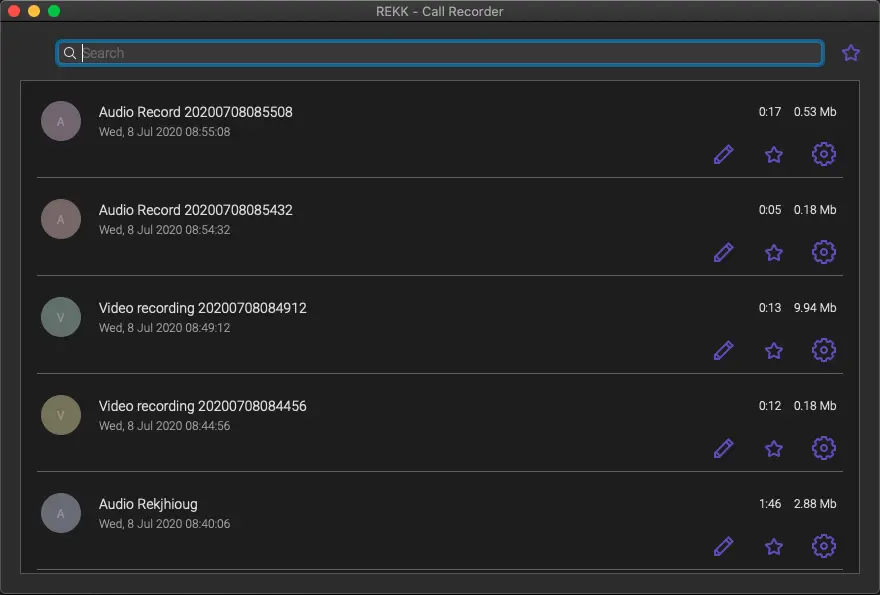 REKK - Call Recorder
Search
A
Audio Record 20200708085508
0:17 0.53 Mb
Wed, 8 Jul 2020 08:55:08
A
Audio Record 20200708085432
0:05 0.18 Mb
Wed, 8 Jul 2020 08:54:32
V
Video recording 20200708084912
0:13 9.94 Mb
Wed, 8 Jul 2020 08:49:12
V
Video recording 20200708084456
0:12 0.18 Mb
Wed, 8 Jul 2020 08:44:56
A
Audio Rekjhioug
1:46 2.88 Mb
Wed, 8 Jul 2020 08:40:06